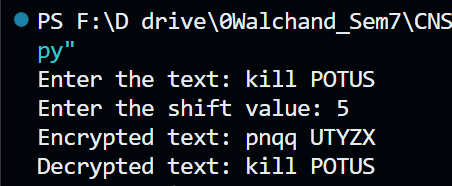 PS F:\D drive\0Walchand_Sem7\CNS
py"
Enter the text: kill POTUS
Enter the shift value: 5
Encrypted text: pnqq UTYZX
Decrypted text: kill POTUS